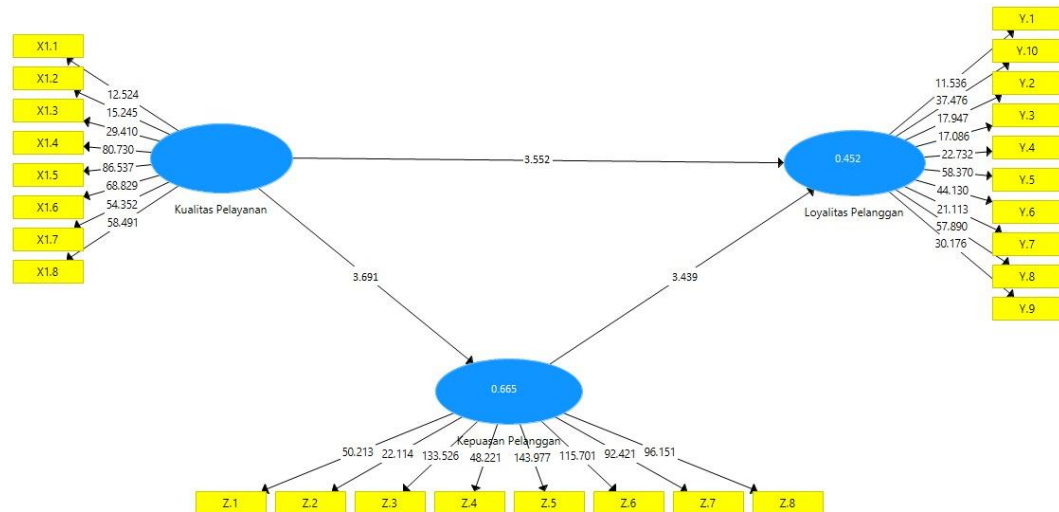 X1.1
X1.2
X1.3
X1.4
X1.5
X1.6
X1.7
X1.8
12.524
15.245
29.410
80.730
86.537
68.829
54.352
58.491
Kualitas Pelayanan
3.552
3.691
3.439
0.452
Loyalitas Pelanggan
11.536
37.476
17.947
17.086
22.732
58.370
44.130
21.113
57.890
30.176
Y.1
Y.10
Y.2
Y.3
Y.4
Y.5
Y.6
Y.7
Y.8
Y.9
0.665
Kepuasan Pelanggan
50.213
22.114
133.526
48.221
143.977
115.701
92.421
96.151
Z.1
Z.2
Z.3
Z.4
Z.5
Z.6
Z.7
Z.8